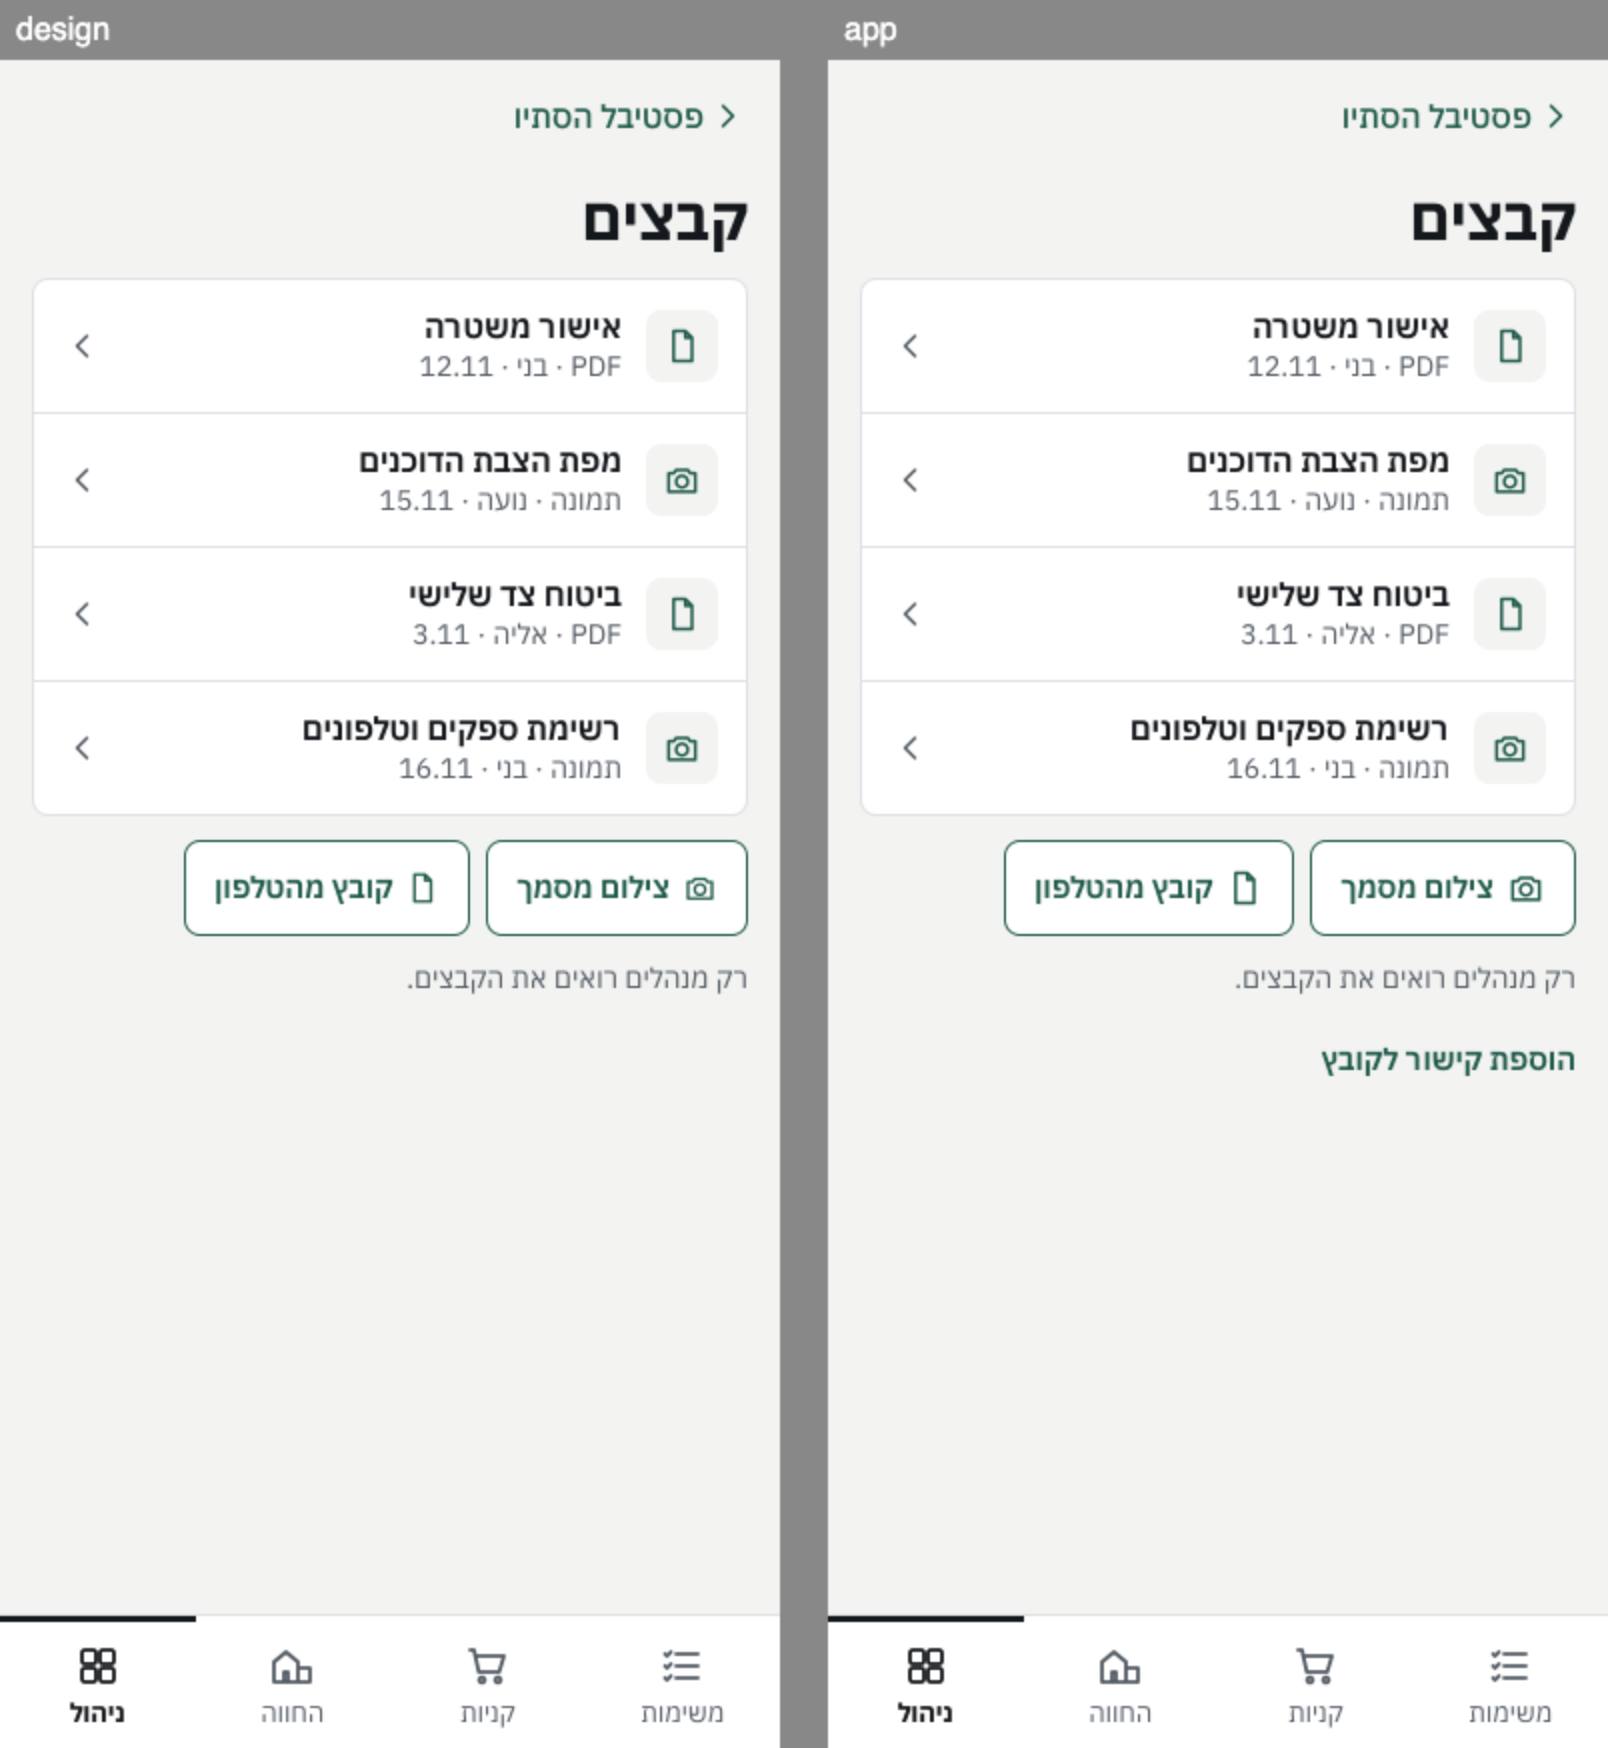 design
פסטיבל הסתיו
קבצים
אישור משטרה
PDF · בני · 12.11
מפת הצבת הדוכנים
תמונה · נועה · 15.11
ביטוח צד שלישי
PDF · אליה · 3.11
רשימת ספקים וטלפונים
תמונה · בני · 16.11
צילום מסמך
קובץ מהטלפון
רק מנהלים רואים את הקבצים.
משימות
קניות
החווה
ניהול
app
פסטיבל הסתיו
קבצים
אישור משטרה
PDF · בני · 12.11
מפת הצבת הדוכנים
תמונה · נועה · 15.11
ביטוח צד שלישי
PDF · אליה · 3.11
רשימת ספקים וטלפונים
תמונה · בני · 16.11
צילום מסמך
קובץ מהטלפון
רק מנהלים רואים את הקבצים.
הוספת קישור לקובץ
משימות
קניות
החווה
ניהול